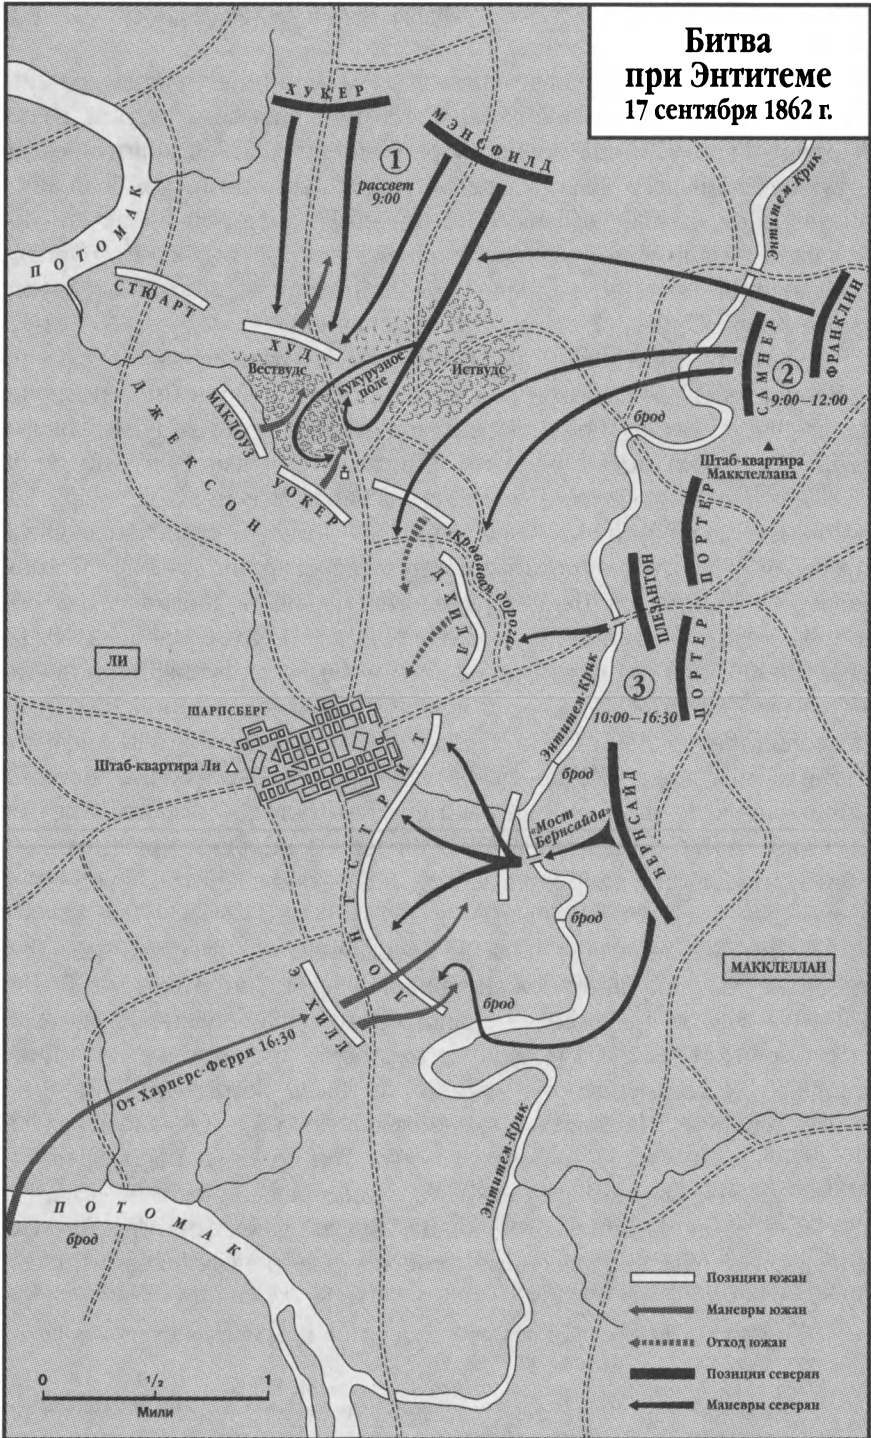 Битва
при Энтитеме
17 сентября 1862 г.
ХУКЕР
МЭНСФИЛД
1
рассвет
9:00
Энтитем-Крик
ПОТОМАК
СТЮАРТ
ХУД
Вествудс
кукурузное
поле
Иствудс
САМНЕР
ФРАНКЛИН
2
9:00—12:00
МАКЛОУЗ
ДЖЕКСОН
УОКЕР
брод
Штаб-квартира
Макклеллана
ПОРТЕР
«Кровавая дорога»
Д. ХИЛЛ
ПЛЕЗАНТОН
ПОРТЕР
ЛИ
3
10:00—16:30
ШАРПСБЕРГ
Энтитем-Крик
Штаб-квартира Ли
брод
БЕРНСАЙД
«Мост
Бернсайда»
ЛОНГСТРИТ
брод
МАККЛЕЛЛАН
Э. ХИЛЛ
брод
От Харперс-Ферри 16:30
Энтитем-Крик
ПОТОМАК
брод
Позиции южан
Маневры южан
Отход южан
Позиции северян
Маневры северян
0
1/2
1
Мили